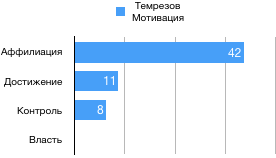 Темрезов
Мотивация
Аффилиация 42
Достижение 11
Контроль 8
Власть